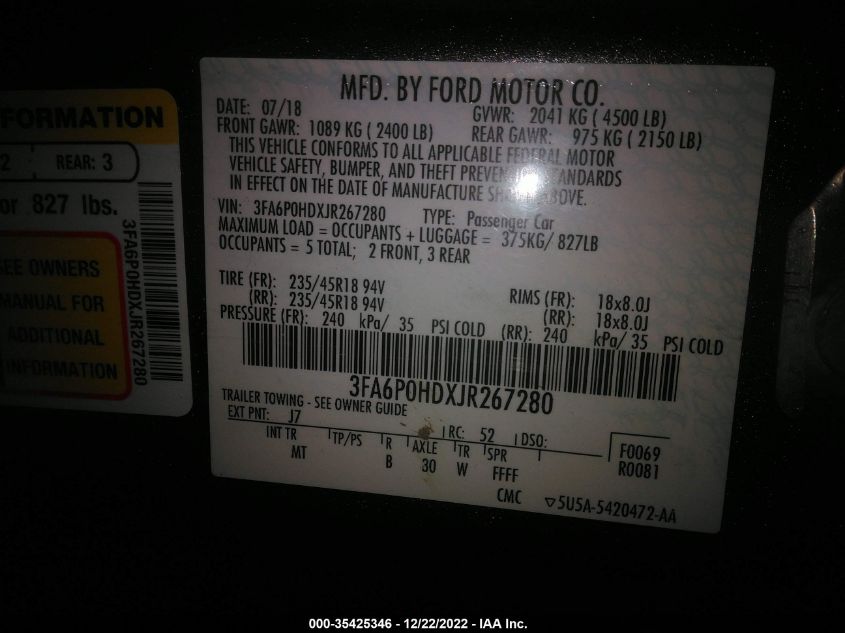 FORMATION
2 REAR: 3
or 827 lbs.
SEE OWNERS
MANUAL FOR
ADDITIONAL
INFORMATION
3FA6P0HDXJR267280
MFD. BY FORD MOTOR CO.
DATE: 07/18 GVWR: 2041 KG ( 4500 LB)
FRONT GAWR: 1089 KG ( 2400 LB) REAR GAWR: 975 KG ( 2150 LB)
THIS VEHICLE CONFORMS TO ALL APPLICABLE FEDERAL MOTOR
VEHICLE SAFETY, BUMPER, AND THEFT PREVENTION STANDARDS
IN EFFECT ON THE DATE OF MANUFACTURE SHOWN ABOVE.
VIN: 3FA6P0HDXJR267280 TYPE: Passenger Car
MAXIMUM LOAD = OCCUPANTS + LUGGAGE = 375KG/ 827LB
OCCUPANTS = 5 TOTAL; 2 FRONT, 3 REAR
TIRE (FR): 235/45R18 94V RIMS (FR): 18x8.0J
(RR): 235/45R18 94V (RR): 18x8.0J
PRESSURE (FR): 240 kPa/ 35 PSI COLD (RR): 240 kPa/ 35 PSI COLD
3FA6P0HDXJR267280
TRAILER TOWING - SEE OWNER GUIDE
EXT PNT: J7 RC: 52 DSO: F0069
INT TR TP/PS R AXLE TR SPR R0081
MT B 30 W FFFF
CMC ▽5U5A-5420472-AA
000-35425346 - 12/22/2022 - IAA Inc.